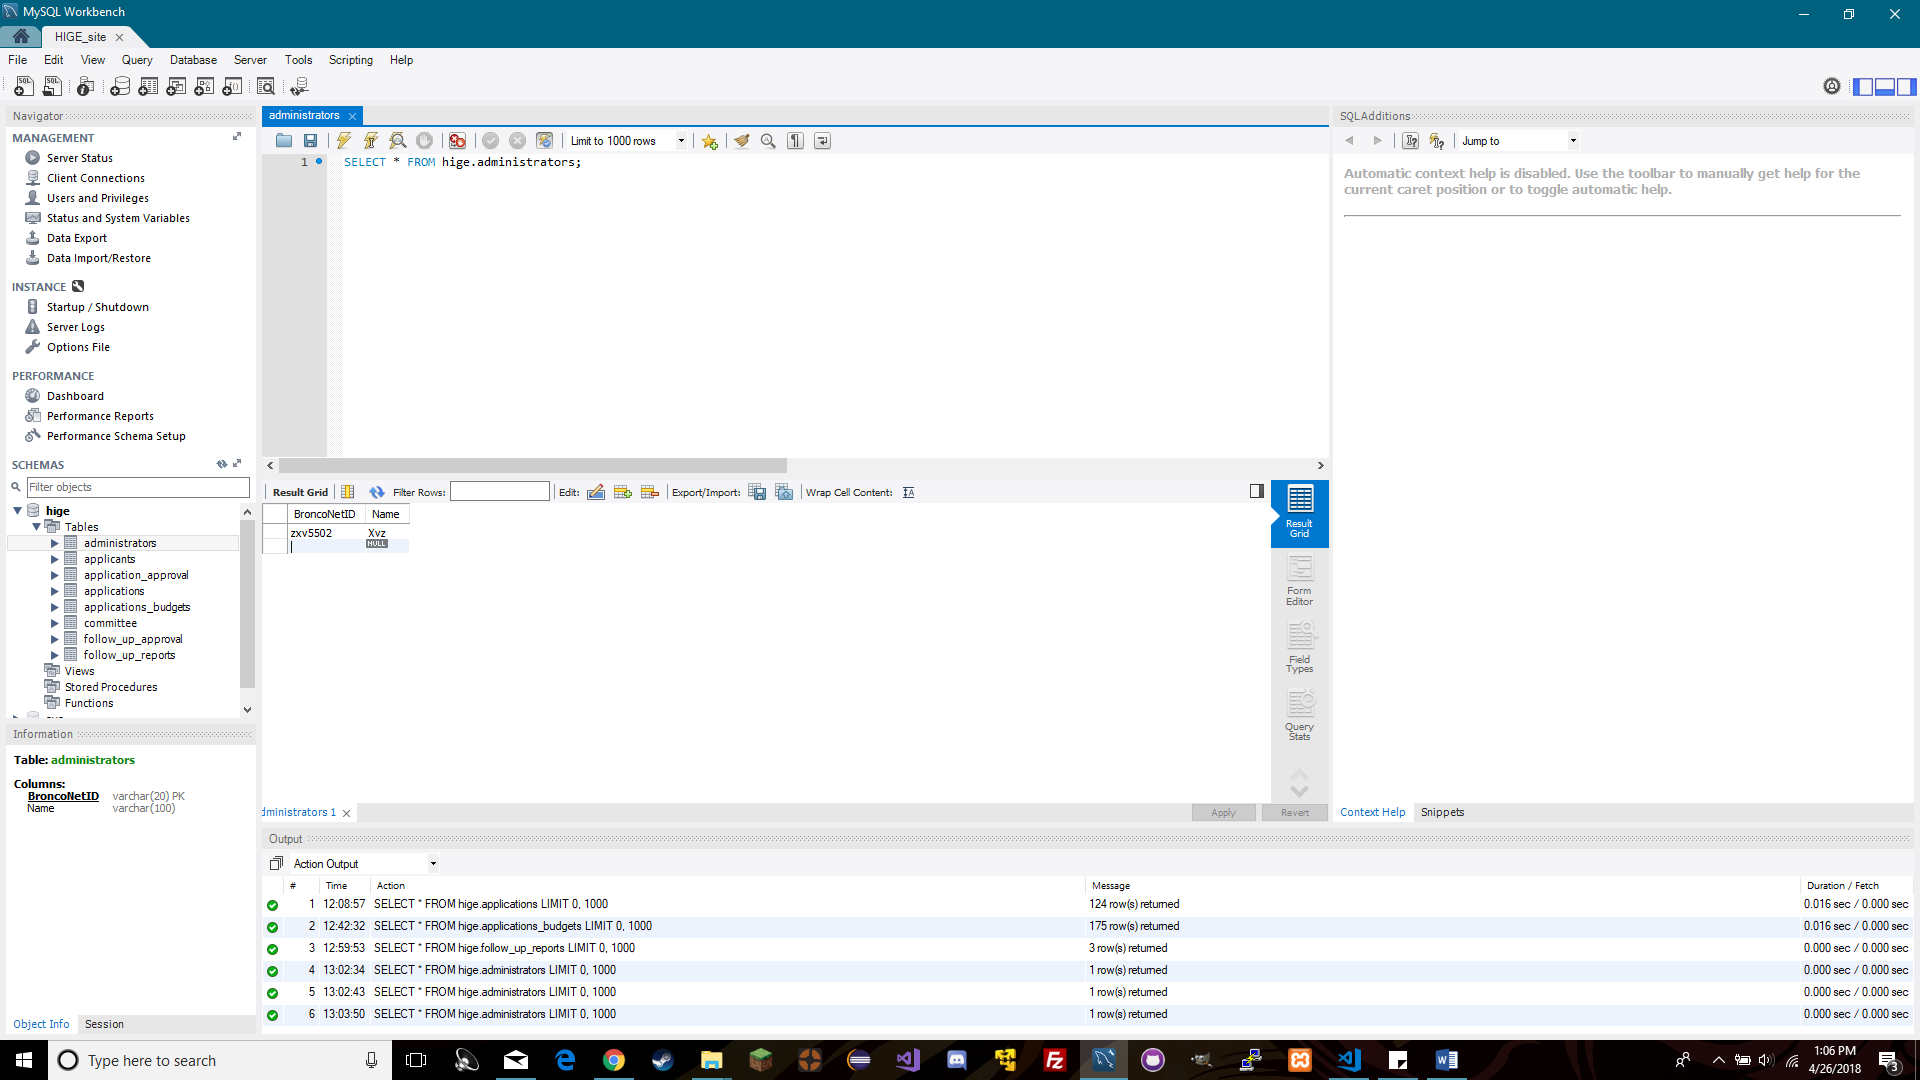 MySQL Workbench
HIGE_site
File Edit View Query Database Server Tools Scripting Help
Navigator
MANAGEMENT
Server Status
Client Connections
Users and Privileges
Status and System Variables
Data Export
Data Import/Restore
INSTANCE
Startup / Shutdown
Server Logs
Options File
PERFORMANCE
Dashboard
Performance Reports
Performance Schema Setup
SCHEMAS
Filter objects
hige
Tables
administrators
applicants
application_approval
applications
applications_budgets
committee
follow_up_approval
follow_up_reports
Views
Stored Procedures
Functions
Information
Table: administrators
Columns:
BroncoNetID varchar(20) PK
Name varchar(100)
Object Info Session
administrators
Limit to 1000 rows
1 SELECT * FROM hige.administrators;
Result Grid Filter Rows: Edit: Export/Import: Wrap Cell Content:
BroncoNetID Name
zxv5502 Xvz
NULL
Result Grid
Form Editor
Field Types
Query Stats
dministrators 1
Apply Revert
SQLAdditions
Jump to
Automatic context help is disabled. Use the toolbar to manually get help for the
current caret position or to toggle automatic help.
Context Help Snippets
Output
Action Output
# Time Action Message Duration / Fetch
1 12:08:57 SELECT * FROM hige.applications LIMIT 0, 1000 124 row(s) returned 0.016 sec / 0.000 sec
2 12:42:32 SELECT * FROM hige.applications_budgets LIMIT 0, 1000 175 row(s) returned 0.016 sec / 0.000 sec
3 12:59:53 SELECT * FROM hige.follow_up_reports LIMIT 0, 1000 3 row(s) returned 0.000 sec / 0.000 sec
4 13:02:34 SELECT * FROM hige.administrators LIMIT 0, 1000 1 row(s) returned 0.000 sec / 0.000 sec
5 13:02:43 SELECT * FROM hige.administrators LIMIT 0, 1000 1 row(s) returned 0.000 sec / 0.000 sec
6 13:03:50 SELECT * FROM hige.administrators LIMIT 0, 1000 1 row(s) returned 0.000 sec / 0.000 sec
Type here to search
1:06 PM
4/26/2018
3